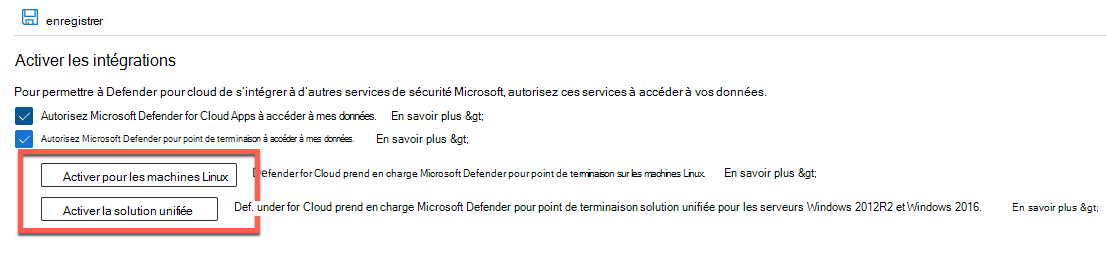 enregistrer
Activer les intégrations
Pour permettre à Defender pour cloud de s'intégrer à d'autres services de sécurité Microsoft, autorisez ces services à accéder à vos données.
Autorisez Microsoft Defender for Cloud Apps à accéder à mes données. En savoir plus &gt;
Autorisez Microsoft Defender pour point de terminaison à accéder à mes données. En savoir plus &gt;
Activer pour les machines Linux Defender for Cloud prend en charge Microsoft Defender pour point de terminaison sur les machines Linux. En savoir plus &gt;
Activer la solution unifiée Def. under for Cloud prend en charge Microsoft Defender pour point de terminaison solution unifiée pour les serveurs Windows 2012R2 et Windows 2016. En savoir plus &gt;